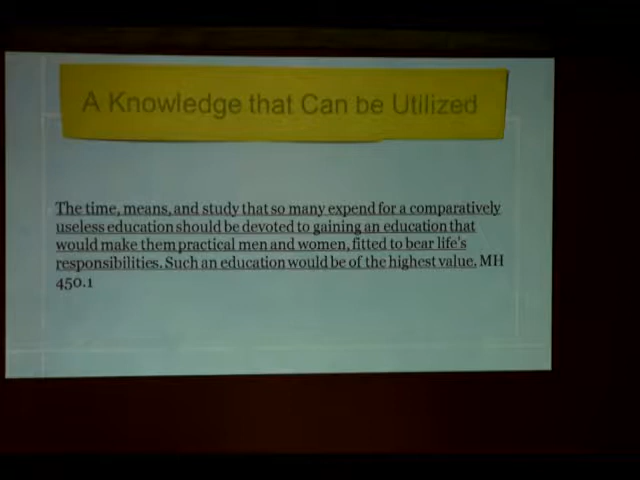 A Knowledge that Can be Utilized
The time, means, and study that so many expend for a comparatively
useless education should be devoted to gaining an education that
would make them practical men and women, fitted to bear life's
responsibilities. Such an education would be of the highest value. MH
450.1